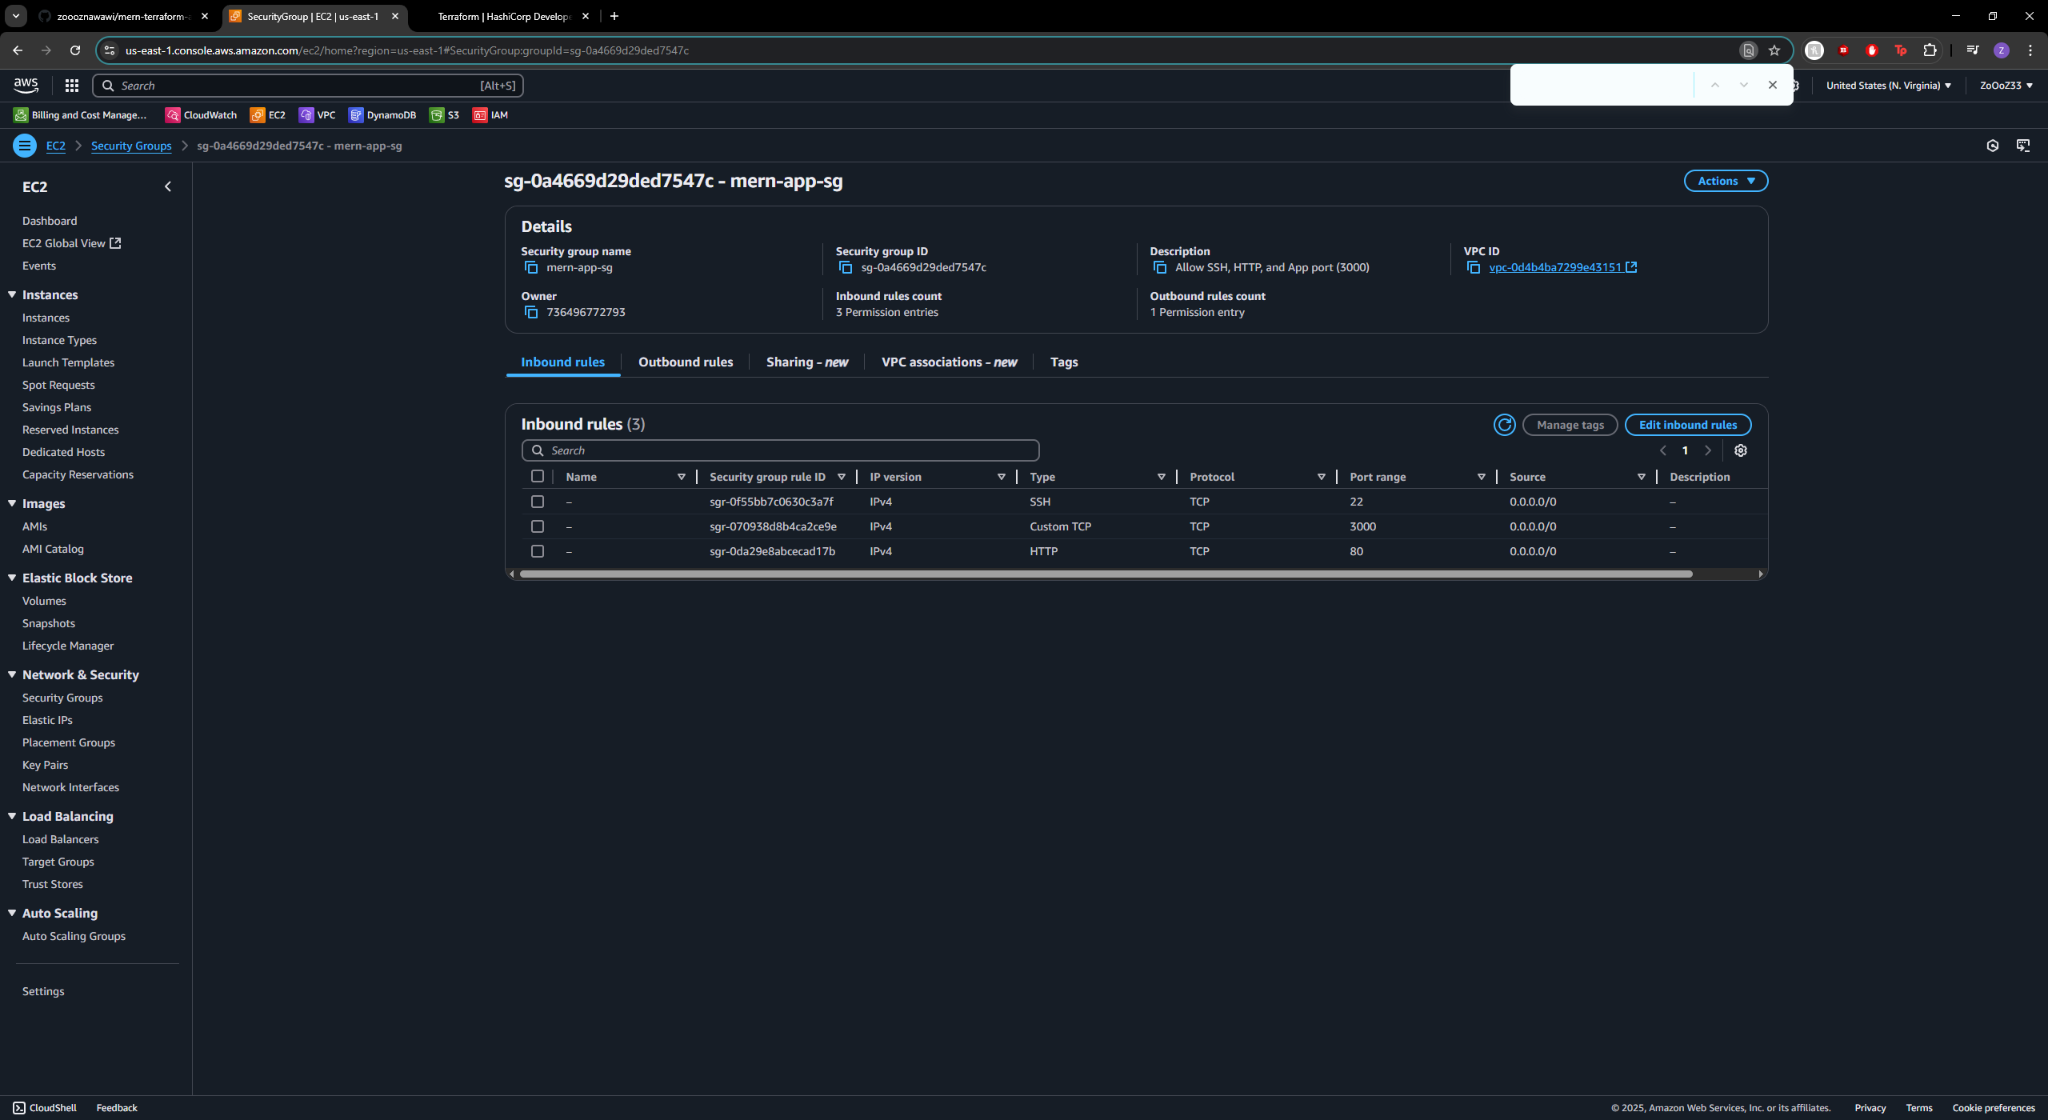 zoooznawawi/mern-terraform-
SecurityGroup | EC2 | us-east-1
Terraform | HashiCorp Develop
us-east-1.console.aws.amazon.com/ec2/home?region=us-east-1#SecurityGroup:groupId=sg-0a4669d29ded7547c
Tp
Z
aws
Search
[Alt+S]
United States (N. Virginia)
ZoOoZ33
Billing and Cost Manage...
CloudWatch
EC2
VPC
DynamoDB
S3
IAM
EC2
Security Groups
sg-0a4669d29ded7547c - mern-app-sg
EC2
Dashboard
EC2 Global View
Events
Instances
Instances
Instance Types
Launch Templates
Spot Requests
Savings Plans
Reserved Instances
Dedicated Hosts
Capacity Reservations
Images
AMIs
AMI Catalog
Elastic Block Store
Volumes
Snapshots
Lifecycle Manager
Network & Security
Security Groups
Elastic IPs
Placement Groups
Key Pairs
Network Interfaces
Load Balancing
Load Balancers
Target Groups
Trust Stores
Auto Scaling
Auto Scaling Groups
Settings
sg-0a4669d29ded7547c - mern-app-sg
Actions
Details
Security group name
mern-app-sg
Security group ID
sg-0a4669d29ded7547c
Description
Allow SSH, HTTP, and App port (3000)
VPC ID
vpc-0d4b4ba7299e43151
Owner
736496772793
Inbound rules count
3 Permission entries
Outbound rules count
1 Permission entry
Inbound rules
Outbound rules
Sharing - new
VPC associations - new
Tags
Inbound rules (3)
Manage tags
Edit inbound rules
Search
1
Name Security group rule ID IP version Type Protocol Port range Source Description
– sgr-0f55bb7c0630c3a7f IPv4 SSH TCP 22 0.0.0.0/0 –
– sgr-070938d8b4ca2ce9e IPv4 Custom TCP TCP 3000 0.0.0.0/0 –
– sgr-0da29e8abcecad17b IPv4 HTTP TCP 80 0.0.0.0/0 –
CloudShell
Feedback
© 2025, Amazon Web Services, Inc. or its affiliates.
Privacy
Terms
Cookie preferences